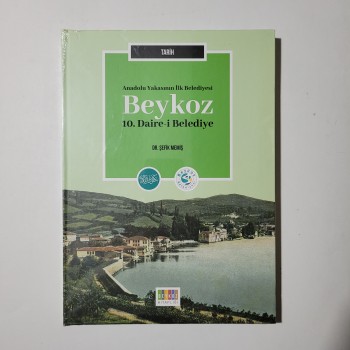 TARİH
Anadolu Yakasının İlk Belediyesi
Beykoz
10. Daire-i Belediye
DR. ŞEFİK MEMİŞ